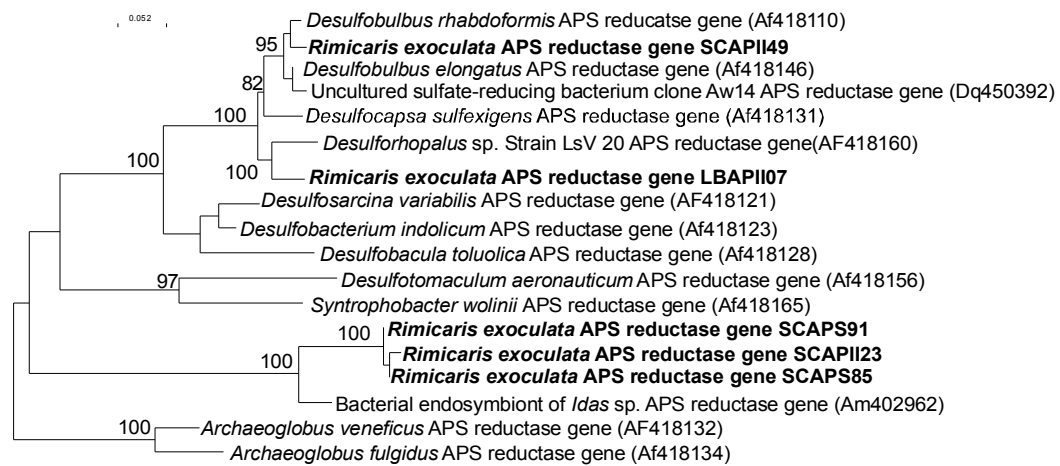 0.052
Desulfobulbus rhabdoformis APS reducatse gene (Af418110)
95
Rimicaris exoculata APS reductase gene SCAPII49
Desulfobulbus elongatus APS reductase gene (Af418146)
82
Uncultured sulfate-reducing bacterium clone Aw14 APS reductase gene (Dq450392)
100
Desulfocapsa sulfexigens APS reductase gene (Af418131)
Desulforhopalus sp. Strain LsV 20 APS reductase gene(AF418160)
100
100
Rimicaris exoculata APS reductase gene LBAPII07
Desulfosarcina variabilis APS reductase gene (AF418121)
Desulfobacterium indolicum APS reductase gene (Af418123)
Desulfobacula toluolica APS reductase gene (Af418128)
97
Desulfotomaculum aeronauticum APS reductase gene (Af418156)
Syntrophobacter wolinii APS reductase gene (Af418165)
100
Rimicaris exoculata APS reductase gene SCAPS91
100
Rimicaris exoculata APS reductase gene SCAPII23
Rimicaris exoculata APS reductase gene SCAPS85
Bacterial endosymbiont of Idas sp. APS reductase gene (Am402962)
100
Archaeoglobus veneficus APS reductase gene (AF418132)
Archaeoglobus fulgidus APS reductase gene (Af418134)